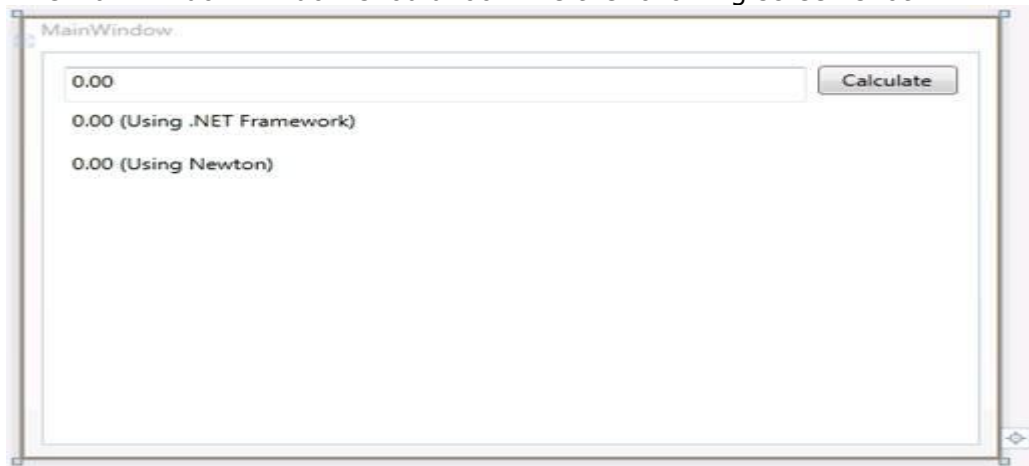 MainWindow
0.00
Calculate
0.00 (Using .NET Framework)
0.00 (Using Newton)